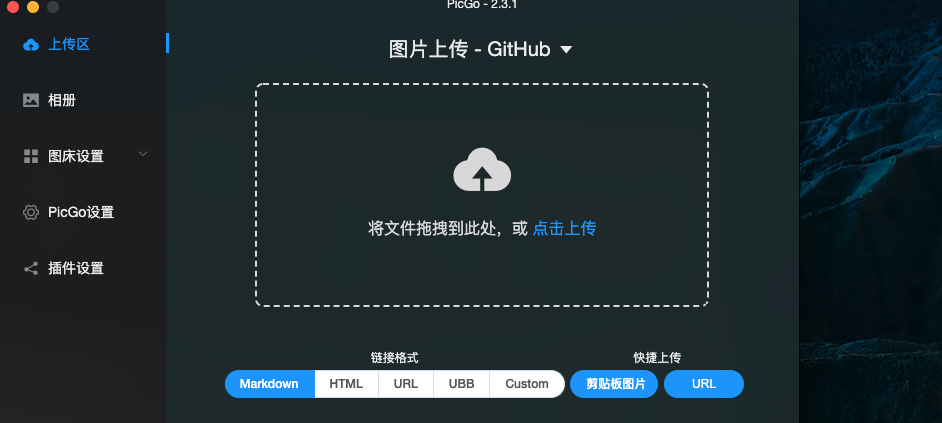 PicGo - 2.3.1
上传区
相册
图床设置
PicGo设置
插件设置
图片上传 - GitHub
将文件拖拽到此处，或 点击上传
链接格式
Markdown HTML URL UBB Custom
快捷上传
剪贴板图片 URL